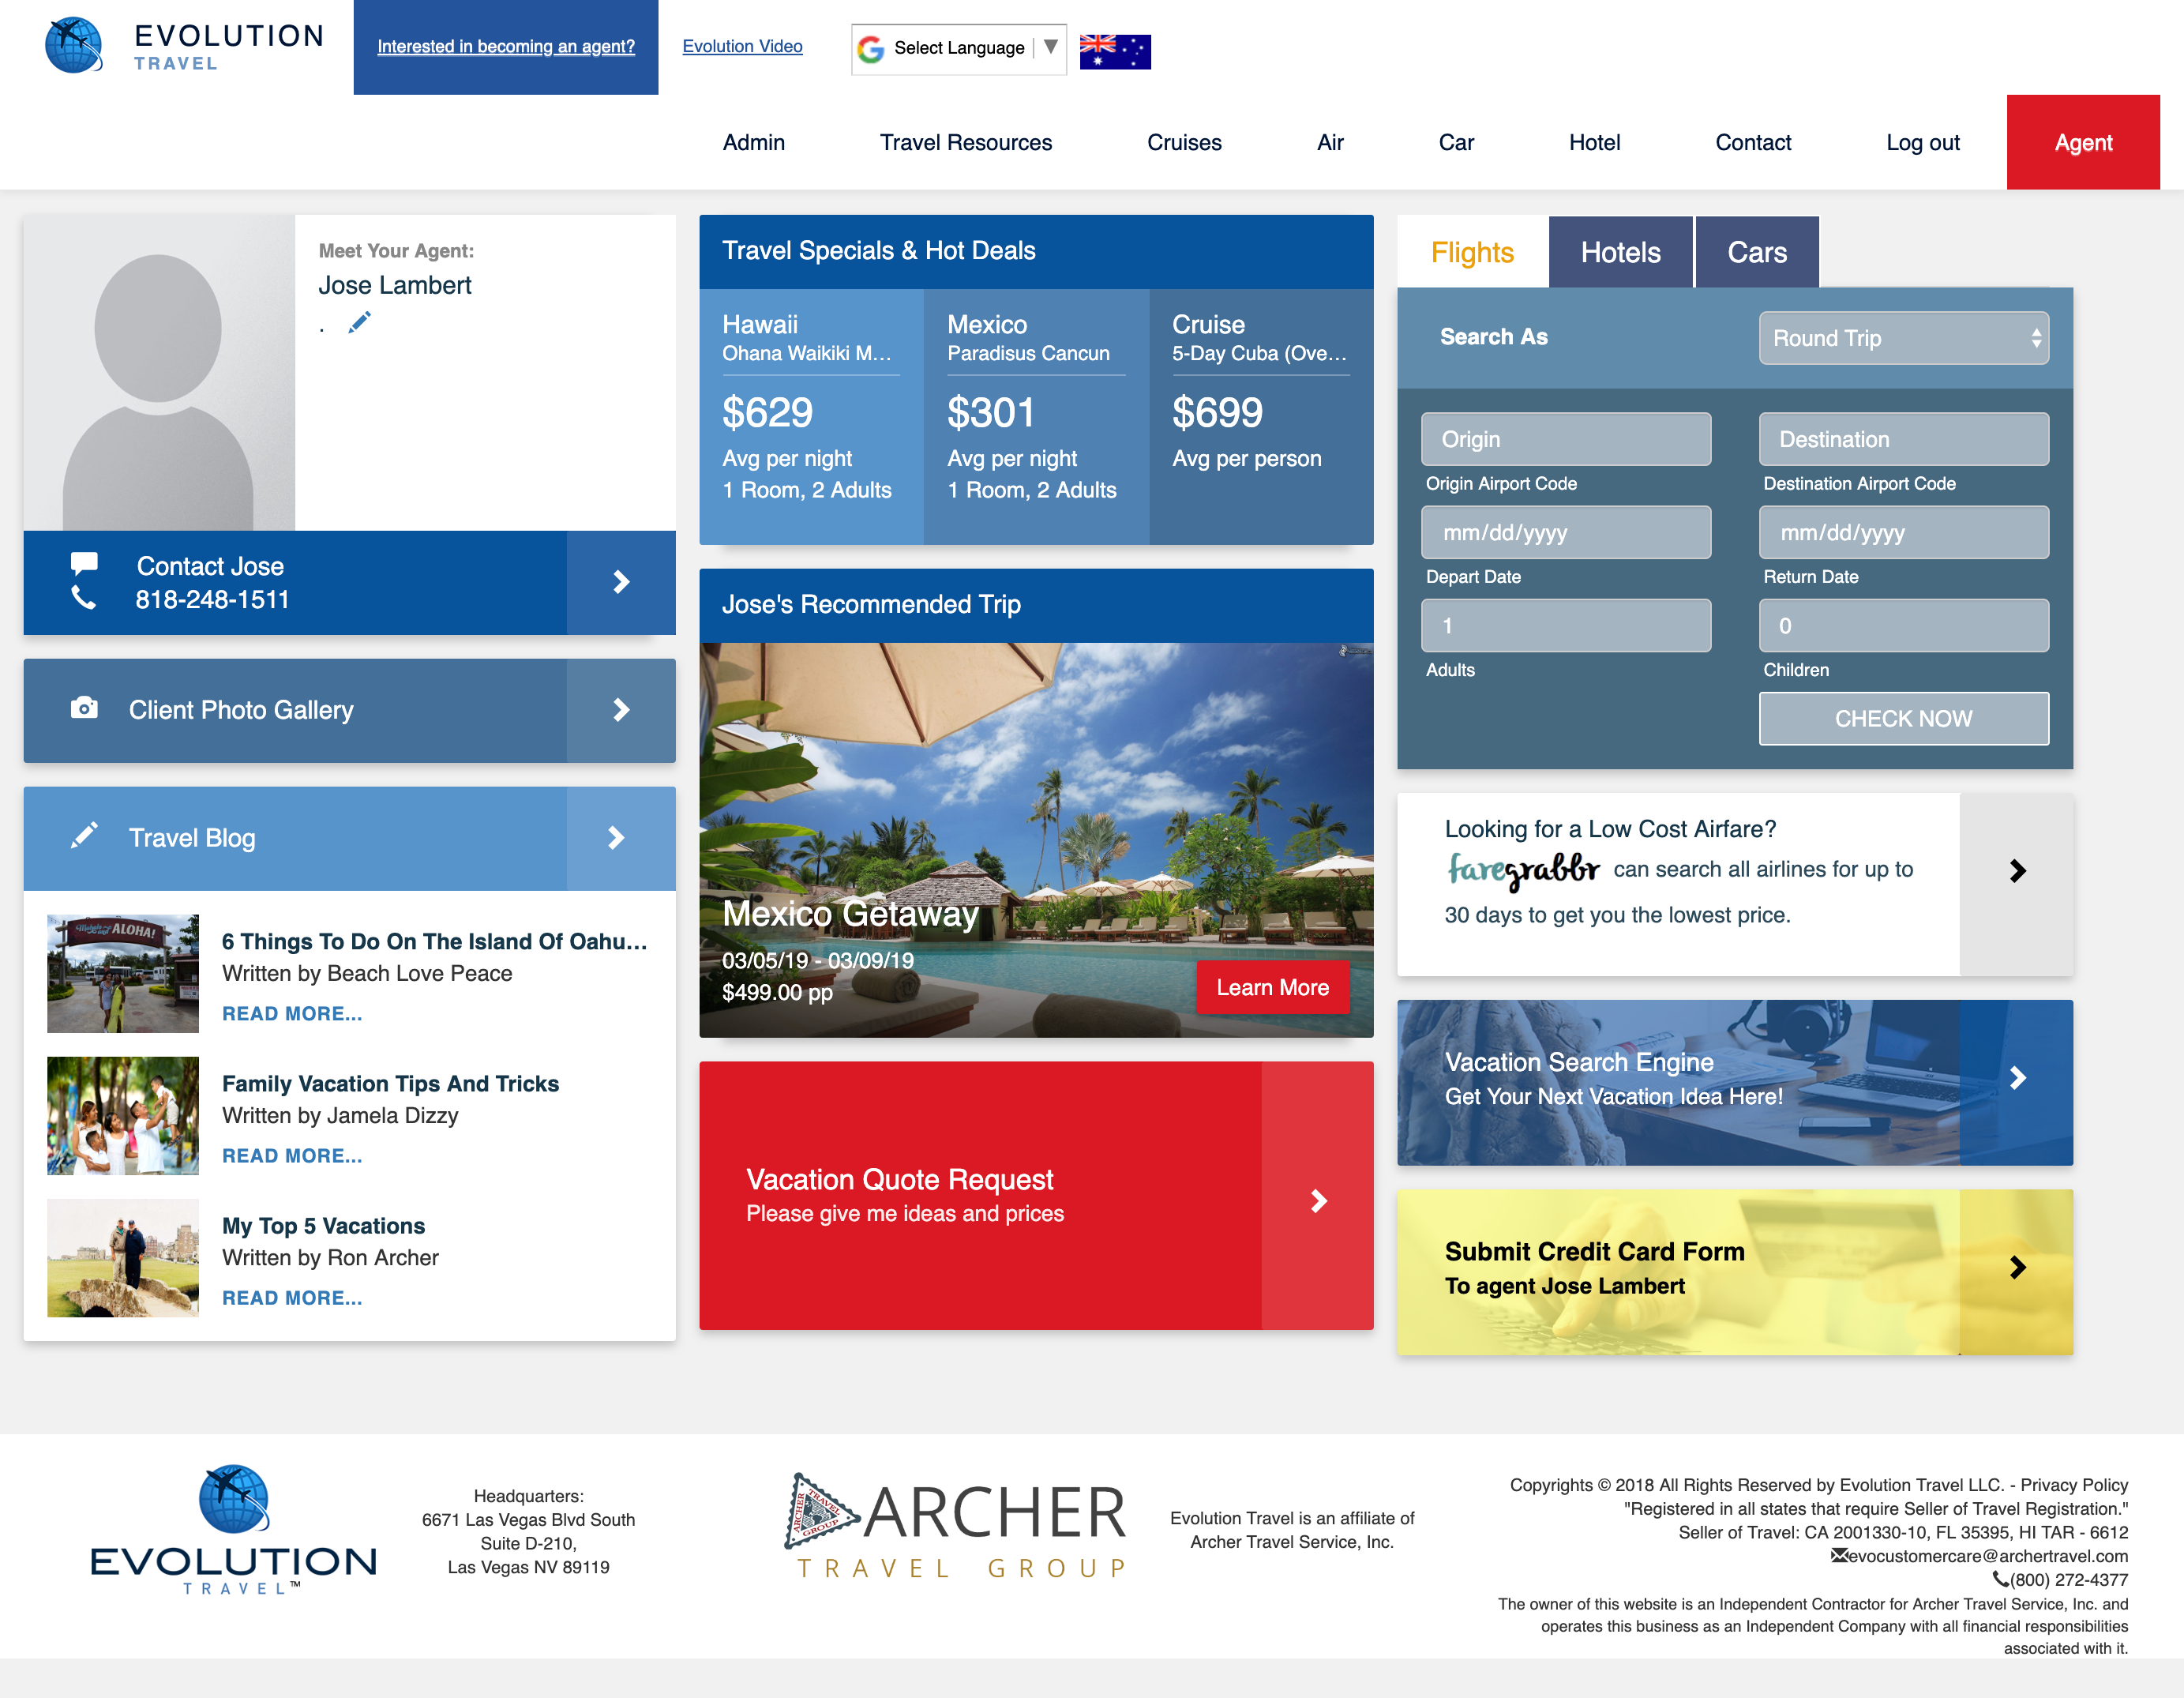 EVOLUTION
TRAVEL
Interested in becoming an agent?
Evolution Video
Select Language
Admin
Travel Resources
Cruises
Air
Car
Hotel
Contact
Log out
Agent
Meet Your Agent:
Jose Lambert
.
Contact Jose
818-248-1511
Client Photo Gallery
Travel Blog
ALOHA!
6 Things To Do On The Island Of Oahu...
Written by Beach Love Peace
READ MORE...
Family Vacation Tips And Tricks
Written by Jamela Dizzy
READ MORE...
My Top 5 Vacations
Written by Ron Archer
READ MORE...
Travel Specials & Hot Deals
Hawaii
Ohana Waikiki M...
$629
Avg per night
1 Room, 2 Adults
Mexico
Paradisus Cancun
$301
Avg per night
1 Room, 2 Adults
Cruise
5-Day Cuba (Ove...
$699
Avg per person
Jose's Recommended Trip
Mexico Getaway
03/05/19 - 03/09/19
$499.00 pp
Learn More
Vacation Quote Request
Please give me ideas and prices
Flights
Hotels
Cars
Search As
Round Trip
Origin
Destination
Origin Airport Code
Destination Airport Code
mm/dd/yyyy
mm/dd/yyyy
Depart Date
Return Date
1
0
Adults
Children
CHECK NOW
Looking for a Low Cost Airfare?
faregrabbr can search all airlines for up to
30 days to get you the lowest price.
Vacation Search Engine
Get Your Next Vacation Idea Here!
Submit Credit Card Form
To agent Jose Lambert
EVOLUTION
TRAVEL™
Headquarters:
6671 Las Vegas Blvd South
Suite D-210,
Las Vegas NV 89119
ARCHER
TRAVEL
GROUP
ARCHER
TRAVEL GROUP
Evolution Travel is an affiliate of
Archer Travel Service, Inc.
Copyrights © 2018 All Rights Reserved by Evolution Travel LLC. - Privacy Policy
"Registered in all states that require Seller of Travel Registration."
Seller of Travel: CA 2001330-10, FL 35395, HI TAR - 6612
evocustomercare@archertravel.com
(800) 272-4377
The owner of this website is an Independent Contractor for Archer Travel Service, Inc. and
operates this business as an Independent Company with all financial responsibilities
associated with it.